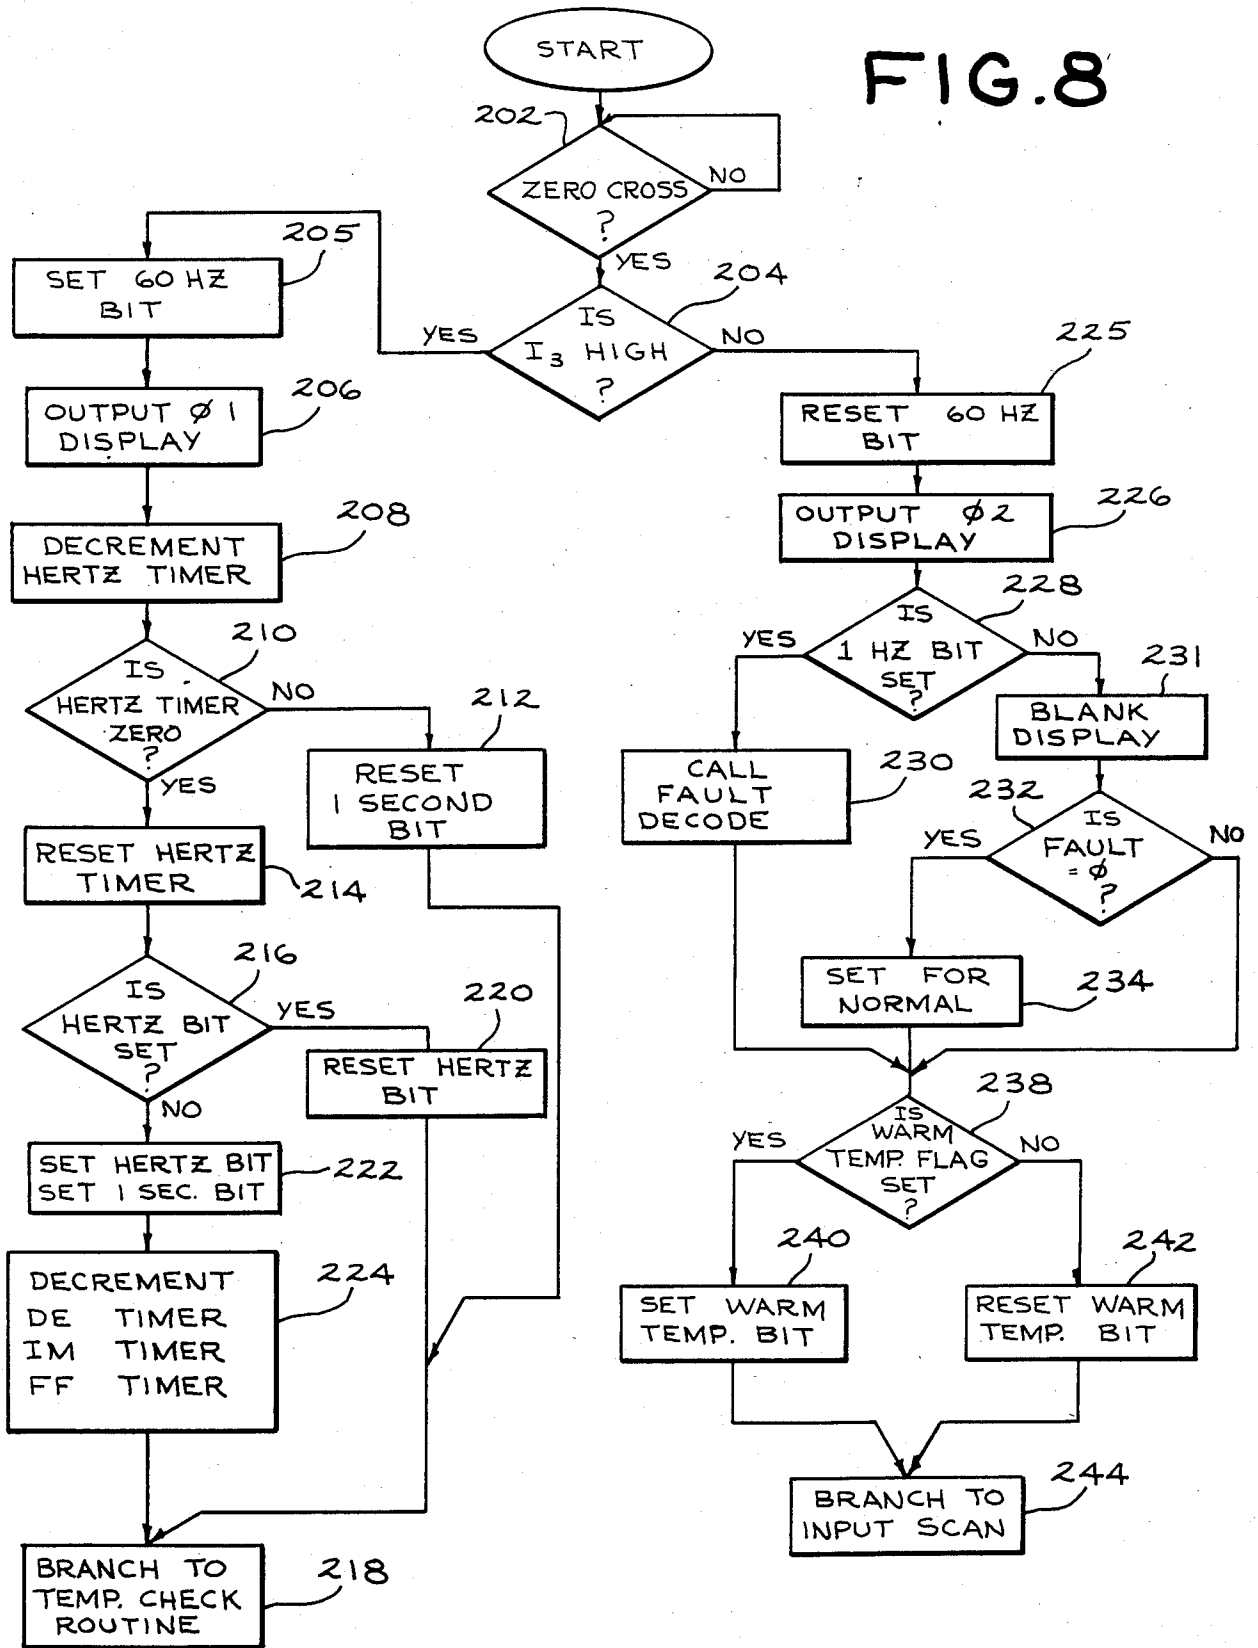 START
FIG.8
202
ZERO CROSS
?
NO
YES
204
IS
I3 HIGH
?
YES
NO
205
SET 60 HZ
BIT
206
OUTPUT Ø 1
DISPLAY
208
DECREMENT
HERTZ TIMER
210
IS
HERTZ TIMER
ZERO
?
NO
YES
212
RESET
1 SECOND
BIT
RESET HERTZ
TIMER
214
216
IS
HERTZ BIT
SET
?
YES
NO
220
RESET HERTZ
BIT
SET HERTZ BIT
SET 1 SEC. BIT
222
DECREMENT
DE TIMER
IM TIMER
FF TIMER
224
BRANCH TO
TEMP. CHECK
ROUTINE
218
225
RESET 60 HZ
BIT
226
OUTPUT Ø2
DISPLAY
228
IS
1 HZ BIT
SET
?
YES
NO
231
BLANK
DISPLAY
CALL
FAULT
DECODE
230
232
IS
FAULT
= Ø
?
YES
NO
SET FOR
NORMAL
234
238
IS
WARM
TEMP. FLAG
SET
?
YES
NO
240
SET WARM
TEMP. BIT
242
RESET WARM
TEMP. BIT
244
BRANCH TO
INPUT SCAN